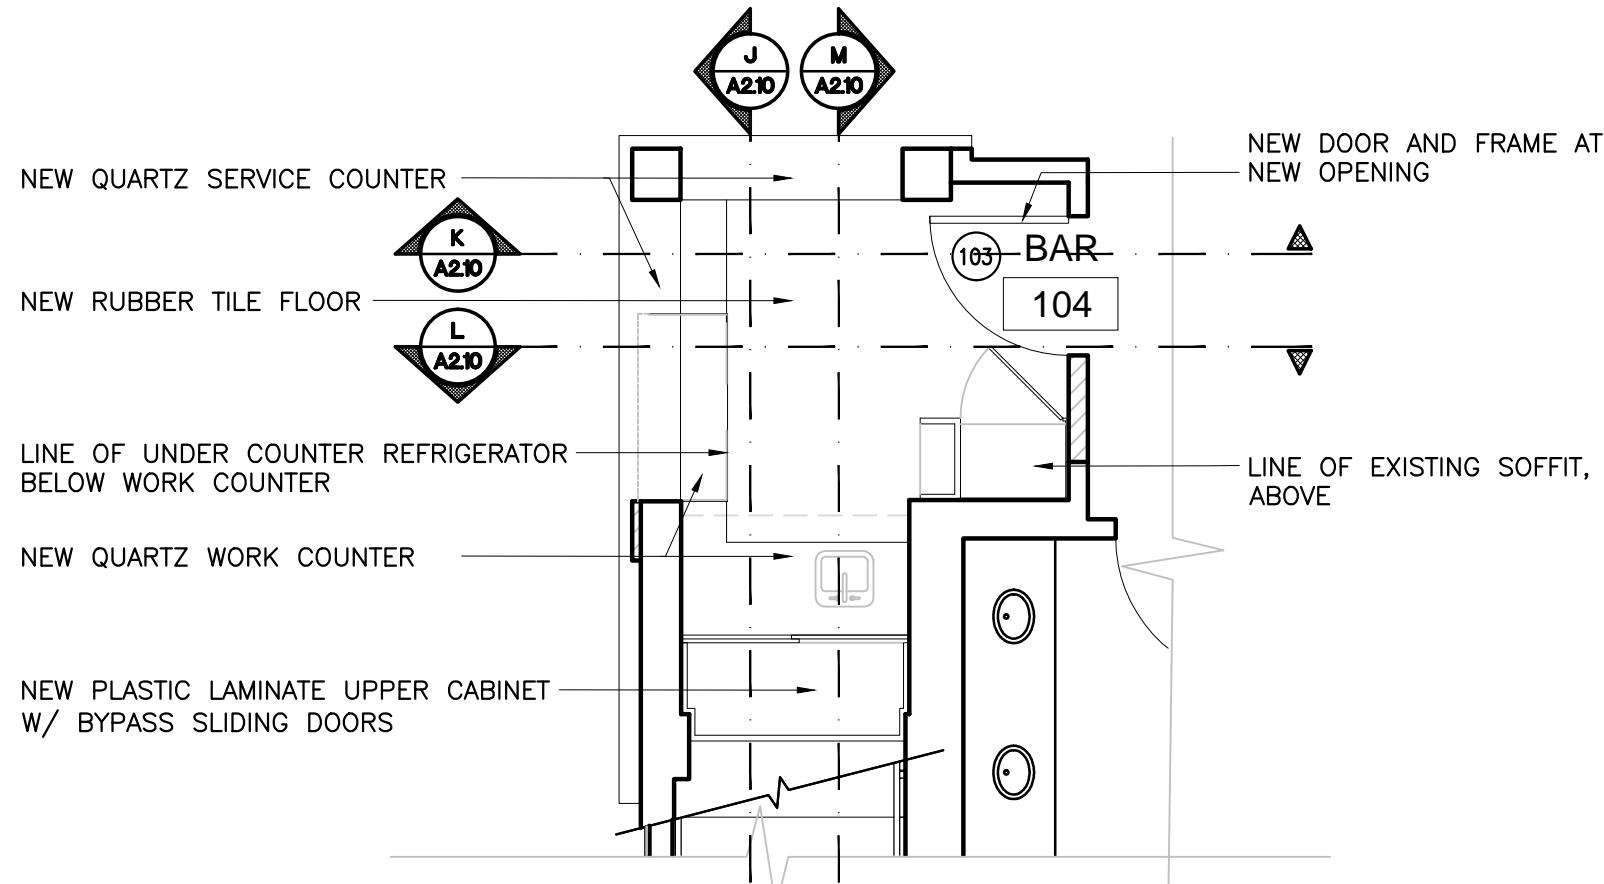 J
A2.10
M
A2.10
NEW DOOR AND FRAME AT
NEW OPENING
NEW QUARTZ SERVICE COUNTER
K
A2.10
103
BAR
104
NEW RUBBER TILE FLOOR
L
A2.10
LINE OF UNDER COUNTER REFRIGERATOR
BELOW WORK COUNTER
LINE OF EXISTING SOFFIT,
ABOVE
NEW QUARTZ WORK COUNTER
NEW PLASTIC LAMINATE UPPER CABINET
W/ BYPASS SLIDING DOORS